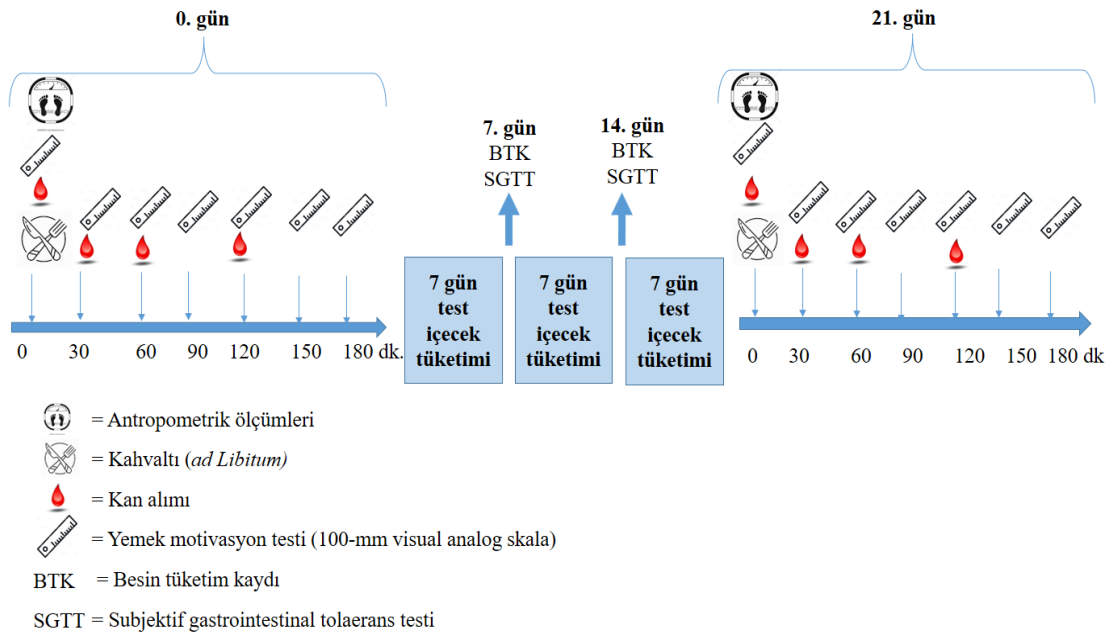 0. gün
21. gün
7. gün
BTK
SGTT
14. gün
BTK
SGTT
7 gün
test
içecek
tüketimi
7 gün
test
içecek
tüketimi
7 gün
test
içecek
tüketimi
0 30 60 90 120 150 180 dk.
0 30 60 90 120 150 180 dk
= Antropometrik ölçümleri
= Kahvaltı (ad Libitum)
= Kan alımı
= Yemek motivasyon testi (100-mm visual analog skala)
BTK = Besin tüketim kaydı
SGTT = Subjektif gastrointestinal tolaerans testi